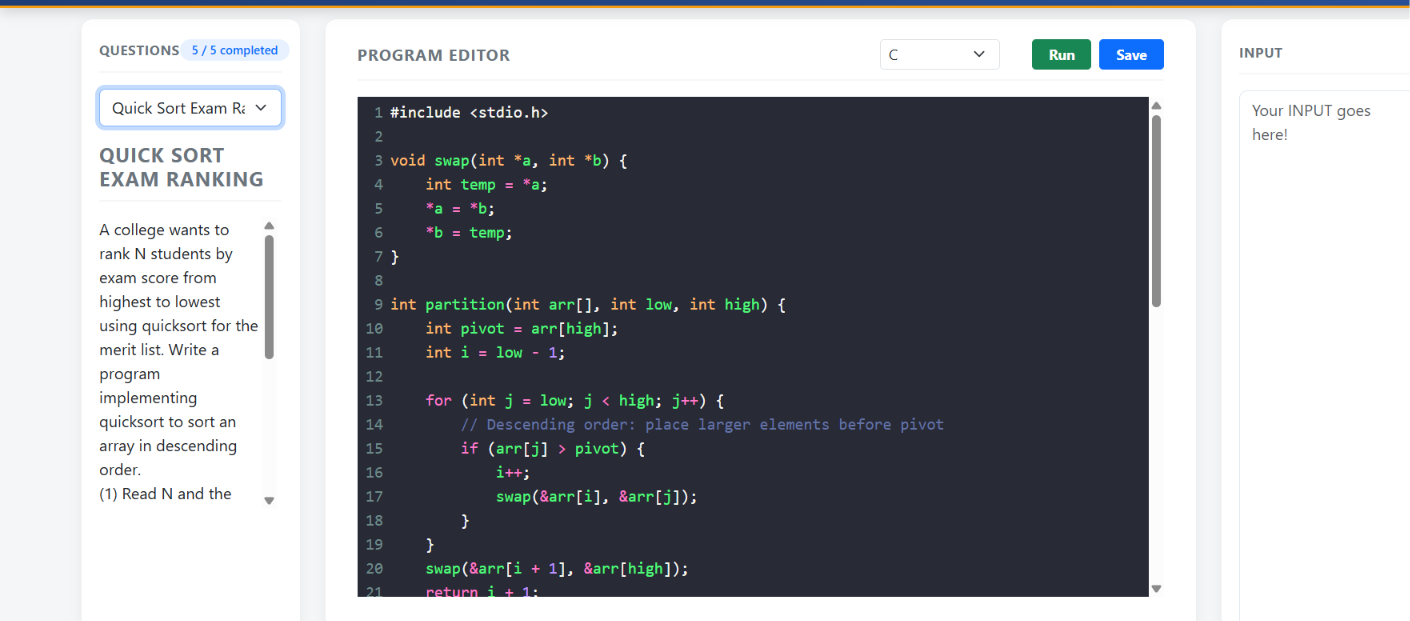 QUESTIONS 5 / 5 completed
Quick Sort Exam Ra
QUICK SORT
EXAM RANKING
A college wants to
rank N students by
exam score from
highest to lowest
using quicksort for the
merit list. Write a
program
implementing
quicksort to sort an
array in descending
order.
(1) Read N and the
PROGRAM EDITOR
C
Run
Save
1 #include <stdio.h>
2
3 void swap(int *a, int *b) {
4     int temp = *a;
5     *a = *b;
6     *b = temp;
7 }
8
9 int partition(int arr[], int low, int high) {
10     int pivot = arr[high];
11     int i = low - 1;
12
13     for (int j = low; j < high; j++) {
14         // Descending order: place larger elements before pivot
15         if (arr[j] > pivot) {
16             i++;
17             swap(&arr[i], &arr[j]);
18         }
19     }
20     swap(&arr[i + 1], &arr[high]);
21     return i + 1;
INPUT
Your INPUT goes
here!